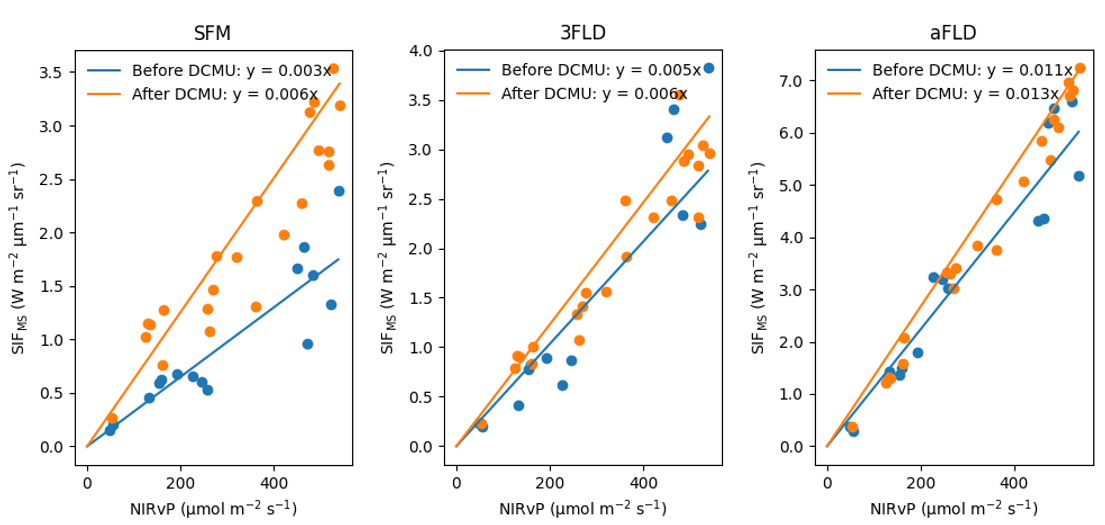 SFM
SIF_MS (W m⁻² µm⁻¹ sr⁻¹)
3.5
3.0
2.5
2.0
1.5
1.0
0.5
0.0
Before DCMU: y = 0.003x
After DCMU: y = 0.006x
0 200 400
NIRvP (µmol m⁻² s⁻¹)
3FLD
SIF_MS (W m⁻² µm⁻¹ sr⁻¹)
4.0
3.5
3.0
2.5
2.0
1.5
1.0
0.5
0.0
Before DCMU: y = 0.005x
After DCMU: y = 0.006x
0 200 400
NIRvP (µmol m⁻² s⁻¹)
aFLD
SIF_MS (W m⁻² µm⁻¹ sr⁻¹)
7.0
6.0
5.0
4.0
3.0
2.0
1.0
0.0
Before DCMU: y = 0.011x
After DCMU: y = 0.013x
0 200 400
NIRvP (µmol m⁻² s⁻¹)